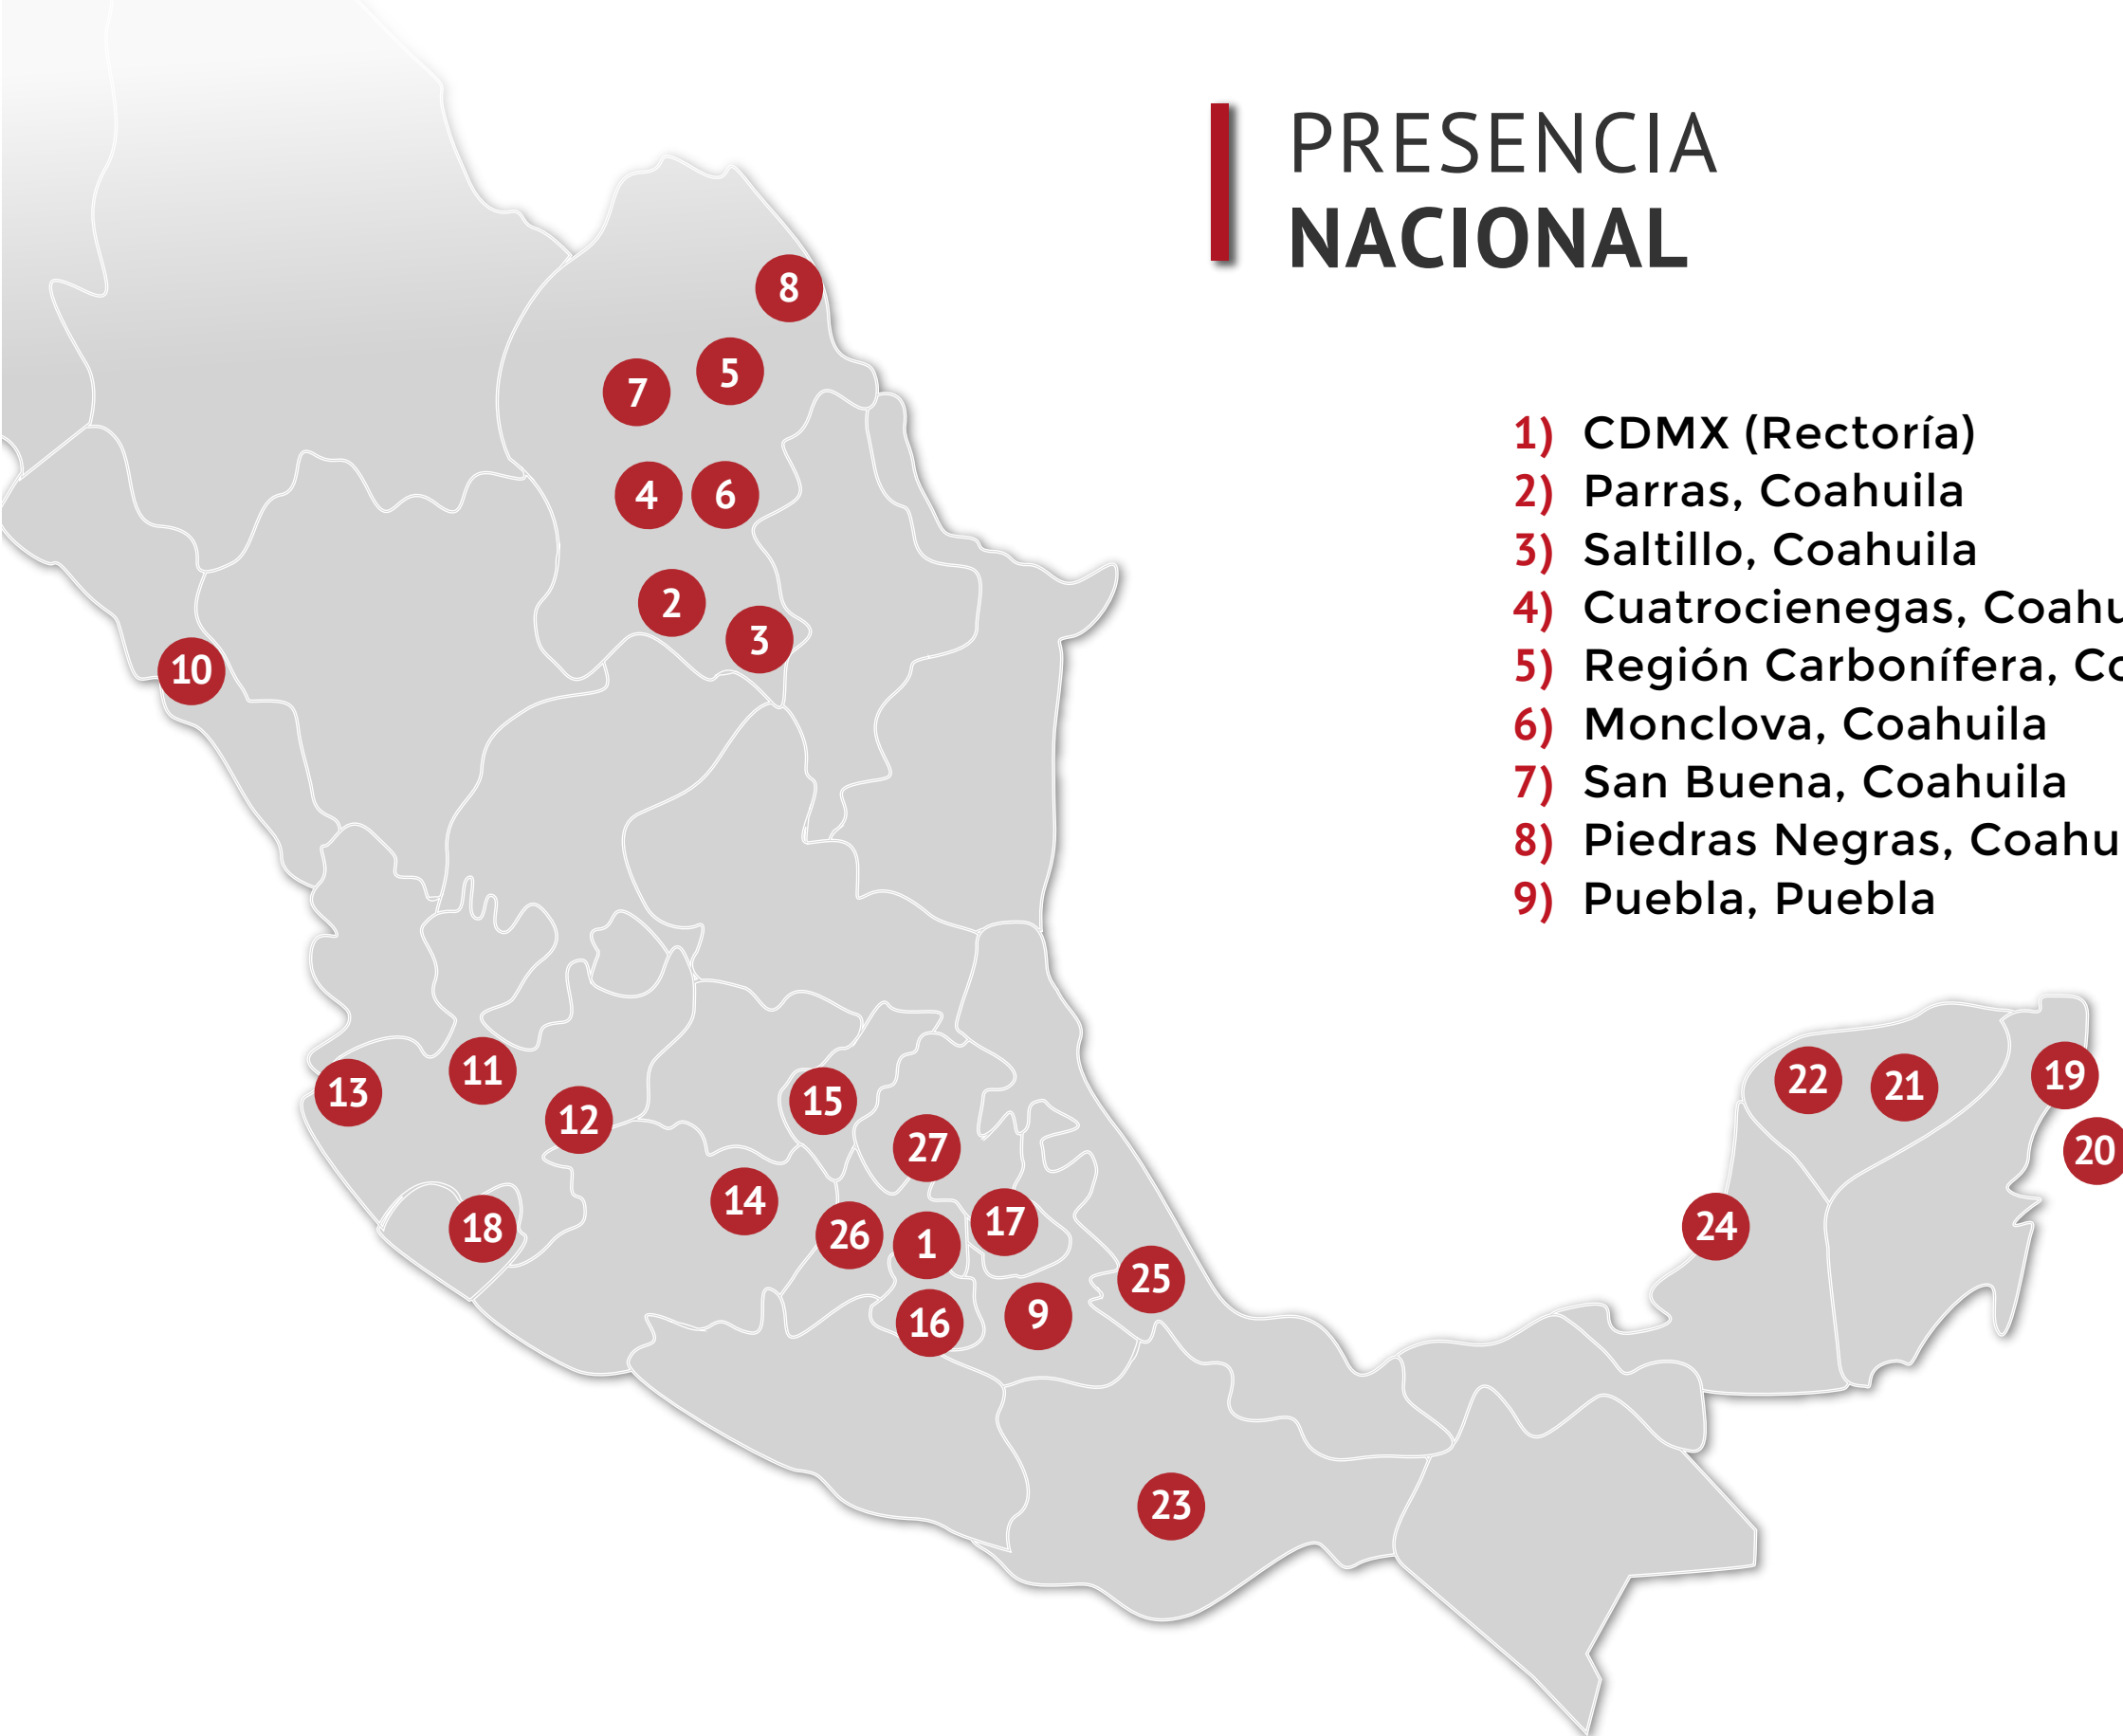 PRESENCIA
NACIONAL
8
5
7
1) CDMX (Rectoría)
4 6
2) Parras, Coahuila
3) Saltillo, Coahuila
2
4) Cuatrocienegas, Coahu
3
5) Región Carbonífera, Co
10
6) Monclova, Coahuila
7) San Buena, Coahuila
8) Piedras Negras, Coahu
9) Puebla, Puebla
13 11 12 15 22 21 19
27 20
14 18 26 1 17 24
25
16 9
23